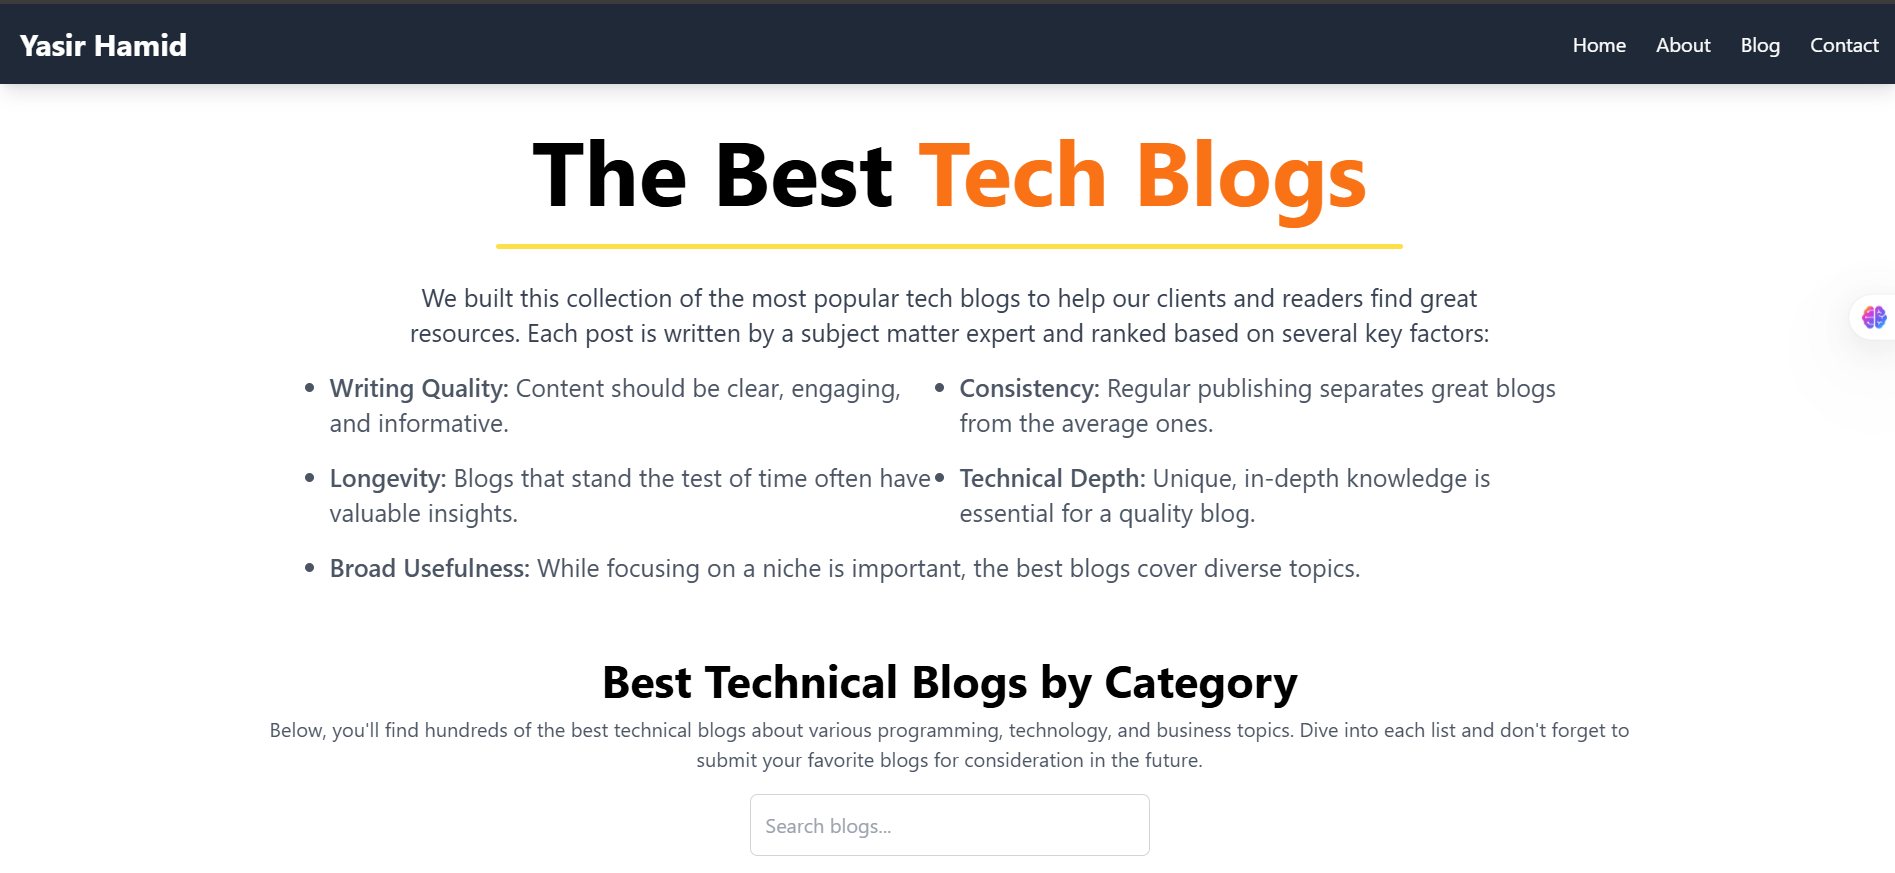 Yasir Hamid
Home About Blog Contact
The Best Tech Blogs
We built this collection of the most popular tech blogs to help our clients and readers find great
resources. Each post is written by a subject matter expert and ranked based on several key factors:
• Writing Quality: Content should be clear, engaging,
and informative.
• Consistency: Regular publishing separates great blogs
from the average ones.
• Longevity: Blogs that stand the test of time often have
valuable insights.
• Technical Depth: Unique, in-depth knowledge is
essential for a quality blog.
• Broad Usefulness: While focusing on a niche is important, the best blogs cover diverse topics.
Best Technical Blogs by Category
Below, you'll find hundreds of the best technical blogs about various programming, technology, and business topics. Dive into each list and don't forget to
submit your favorite blogs for consideration in the future.
Search blogs...